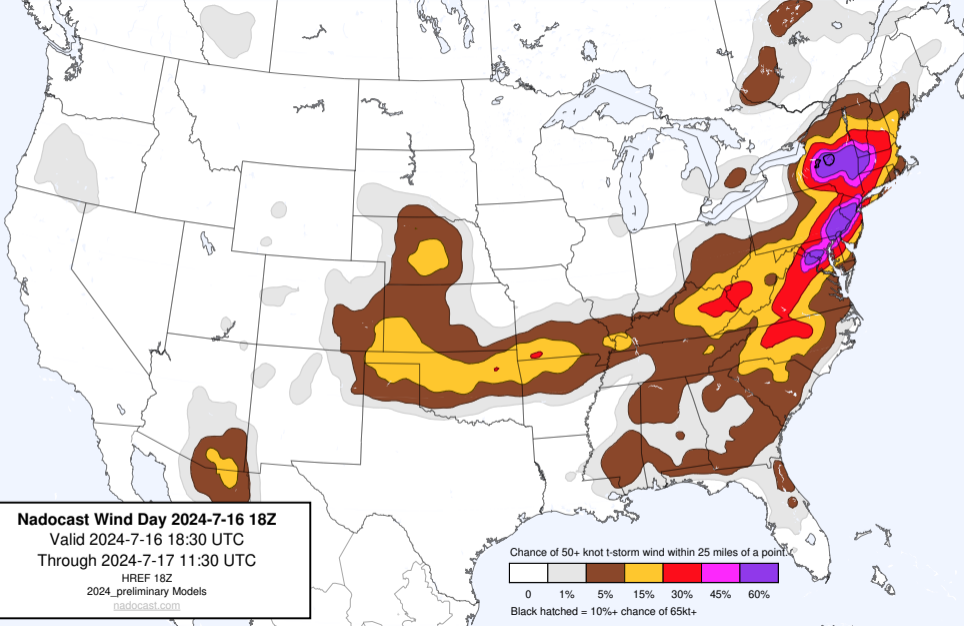 Nadocast Wind Day 2024-7-16 18Z
Valid 2024-7-16 18:30 UTC
Through 2024-7-17 11:30 UTC
HREF 18Z
2024_preliminary Models
nadocast.com
Chance of 50+ knot t-storm wind within 25 miles of a point.
0 1% 5% 15% 30% 45% 60%
Black hatched = 10%+ chance of 65kt+